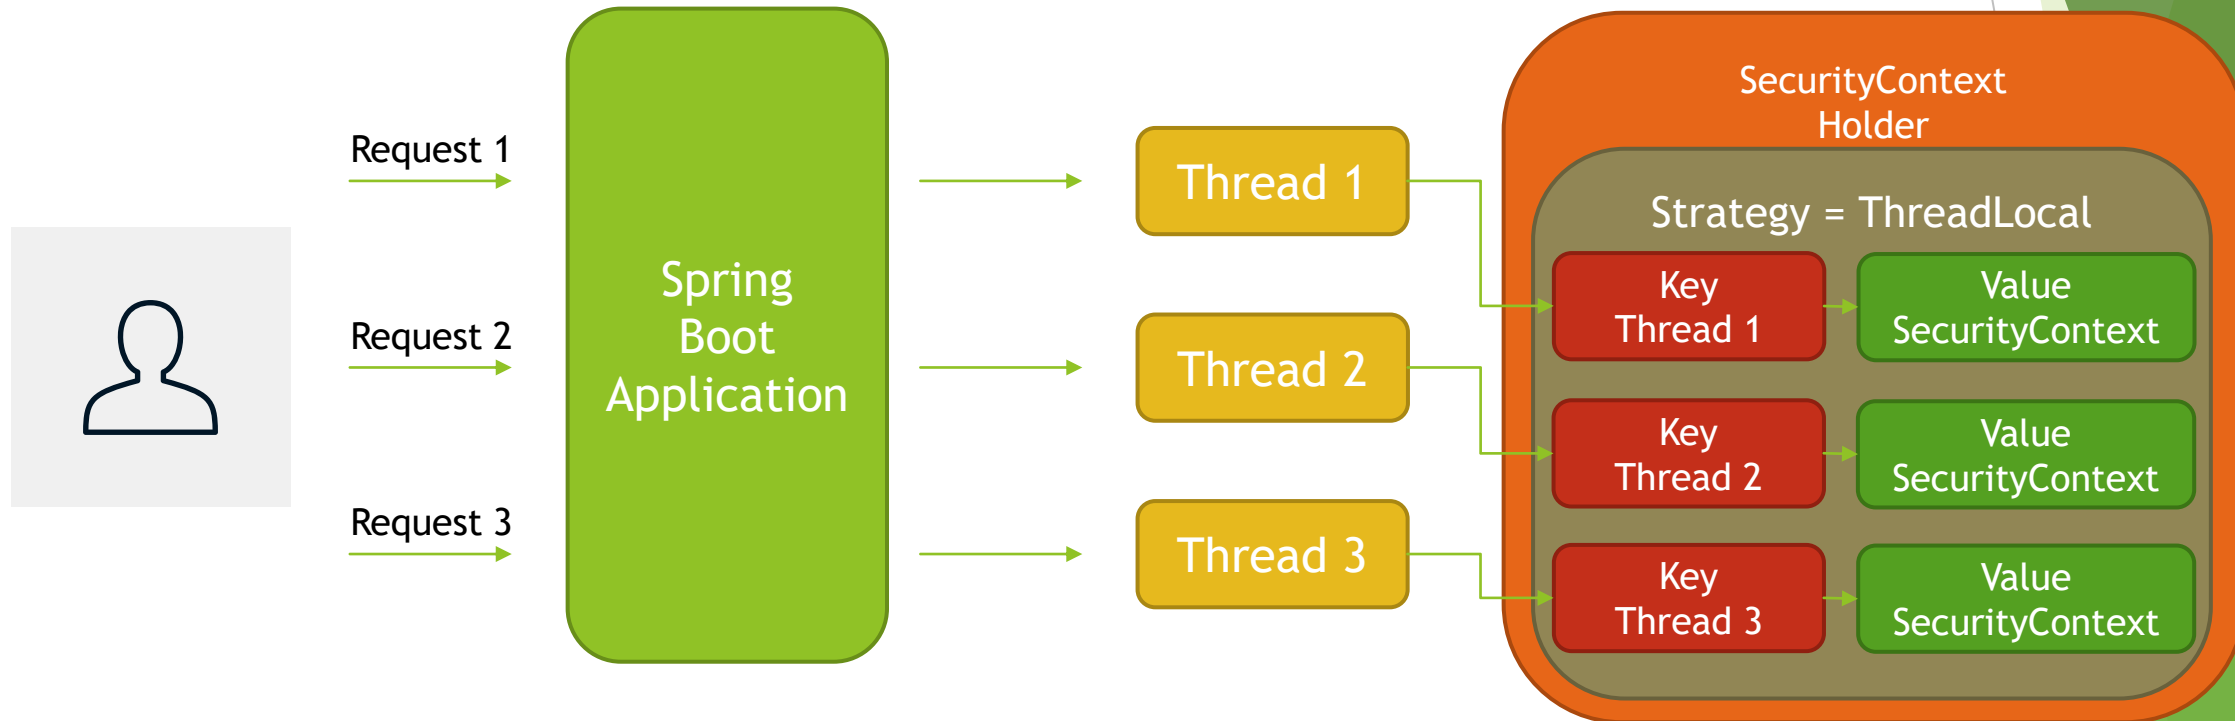 Request 1
Request 2
Request 3
Spring
Boot
Application
Thread 1
Thread 2
Thread 3
SecurityContext
Holder
Strategy = ThreadLocal
Key
Thread 1
Value
SecurityContext
Key
Thread 2
Value
SecurityContext
Key
Thread 3
Value
SecurityContext